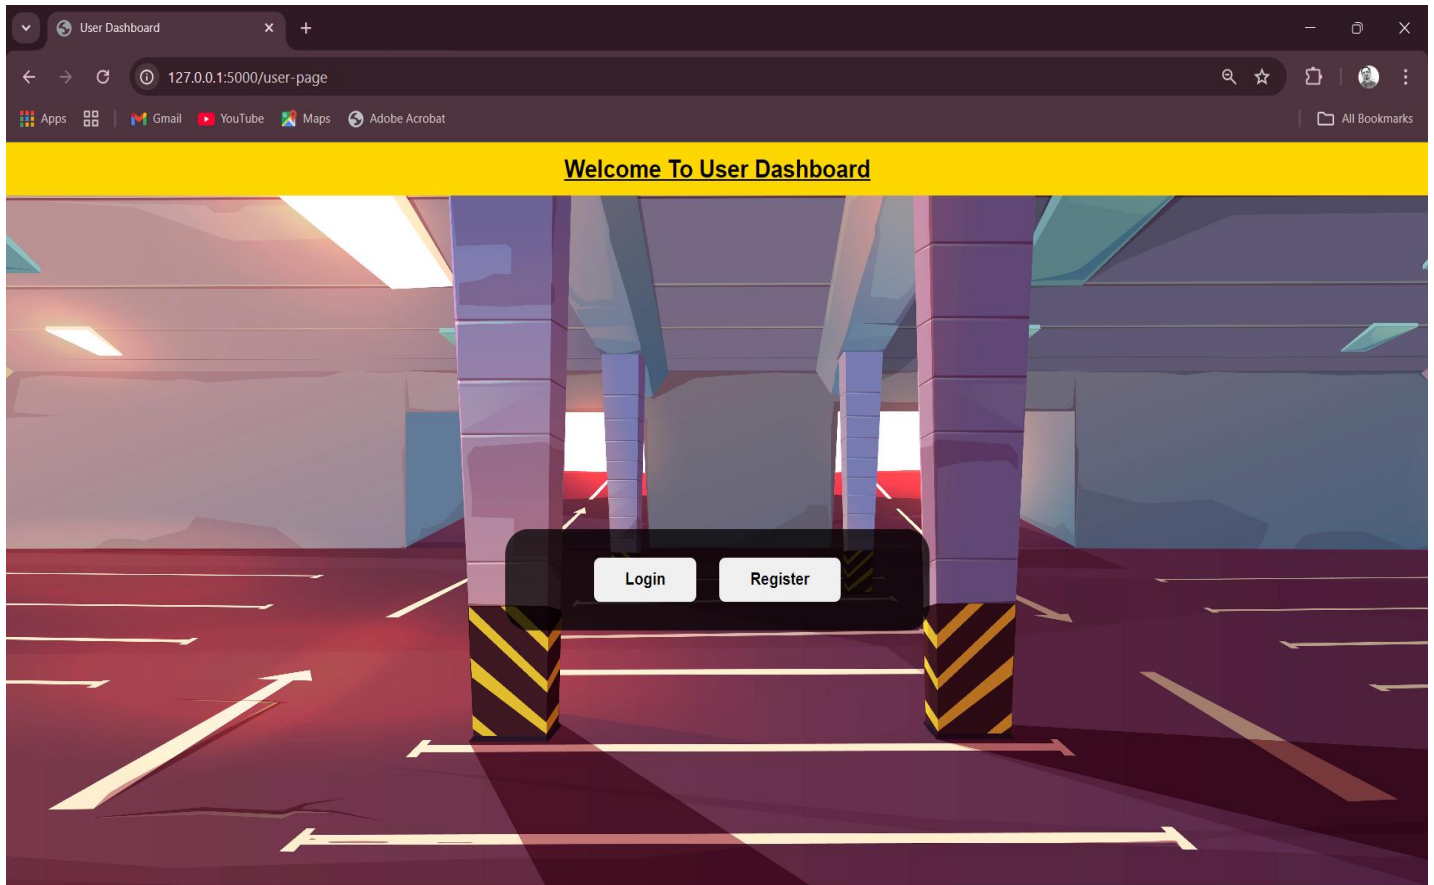 User Dashboard
127.0.0.1:5000/user-page
Apps Gmail YouTube Maps Adobe Acrobat All Bookmarks
Welcome To User Dashboard
Login Register